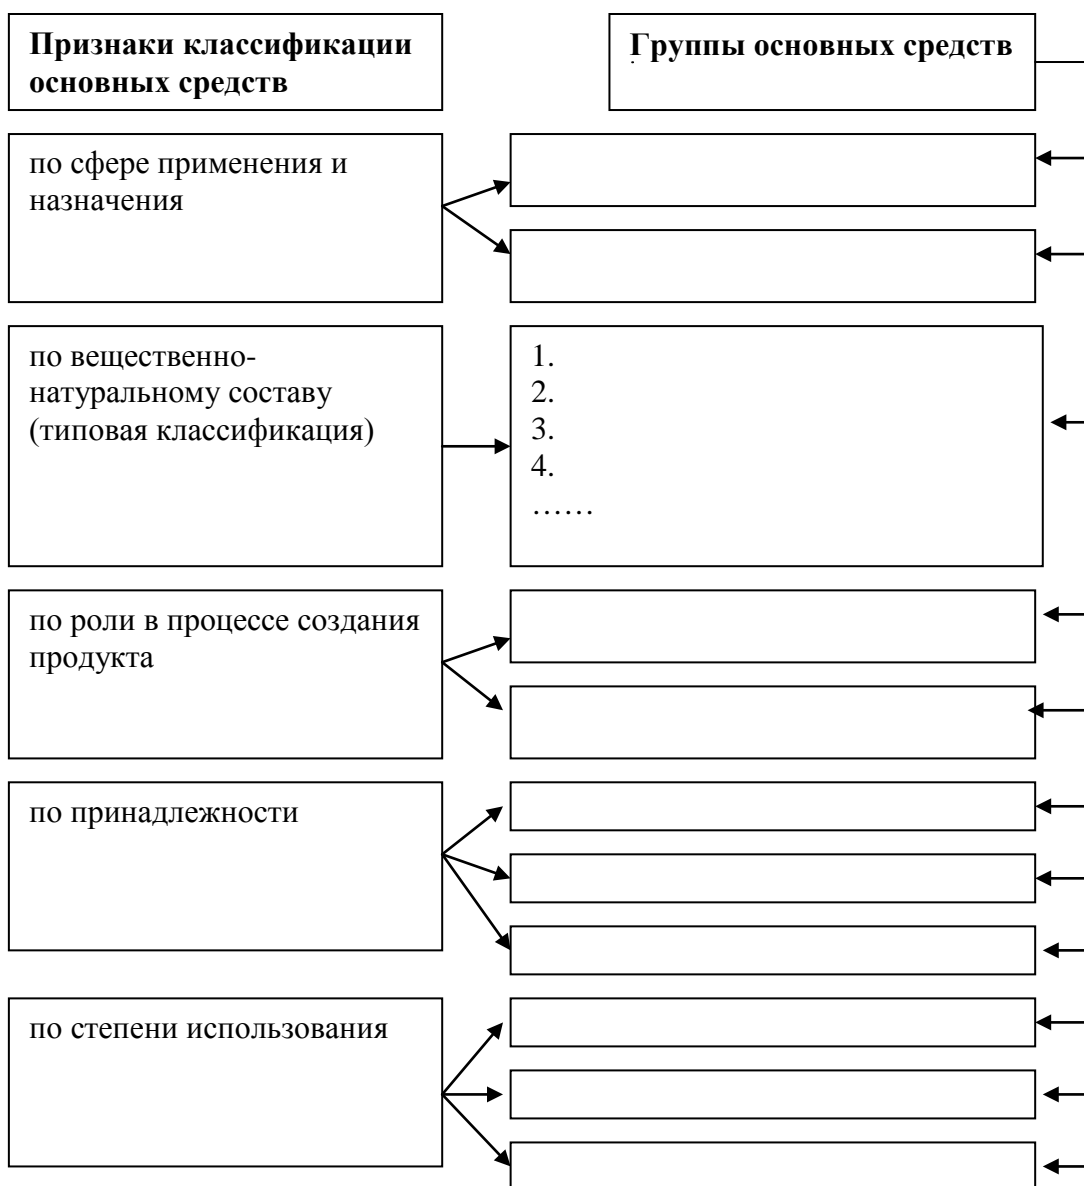 Признаки классификации
основных средств
Группы основных средств
по сфере применения и
назначения
по вещественно-
натуральному составу
(типовая классификация)
1.
2.
3.
4.
……
по роли в процессе создания
продукта
по принадлежности
по степени использования